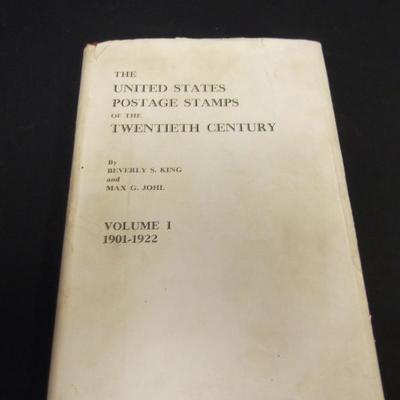 THE
UNITED STATES
POSTAGE STAMPS
OF THE
TWENTIETH CENTURY
By
BEVERLY S. KING
and
MAX G. JOHL
VOLUME I
1901-1922